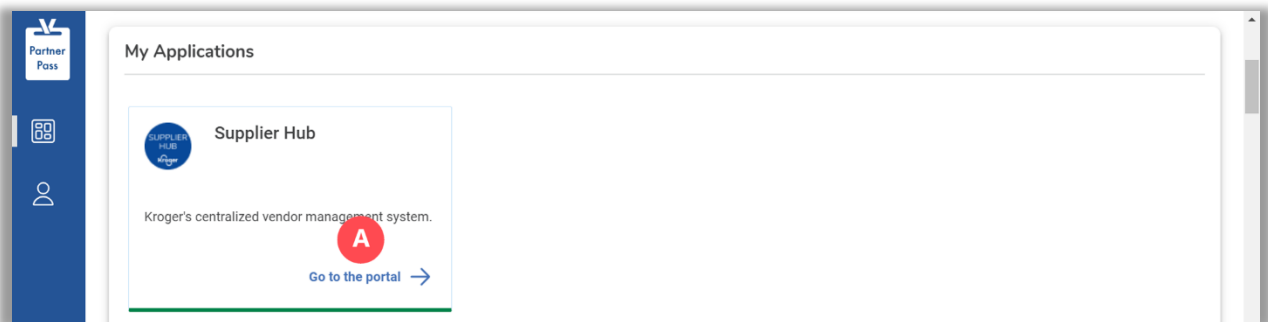 Partner
Pass
My Applications
SUPPLIER
HUB
Kroger
Supplier Hub
Kroger's centralized vendor management system.
A
Go to the portal